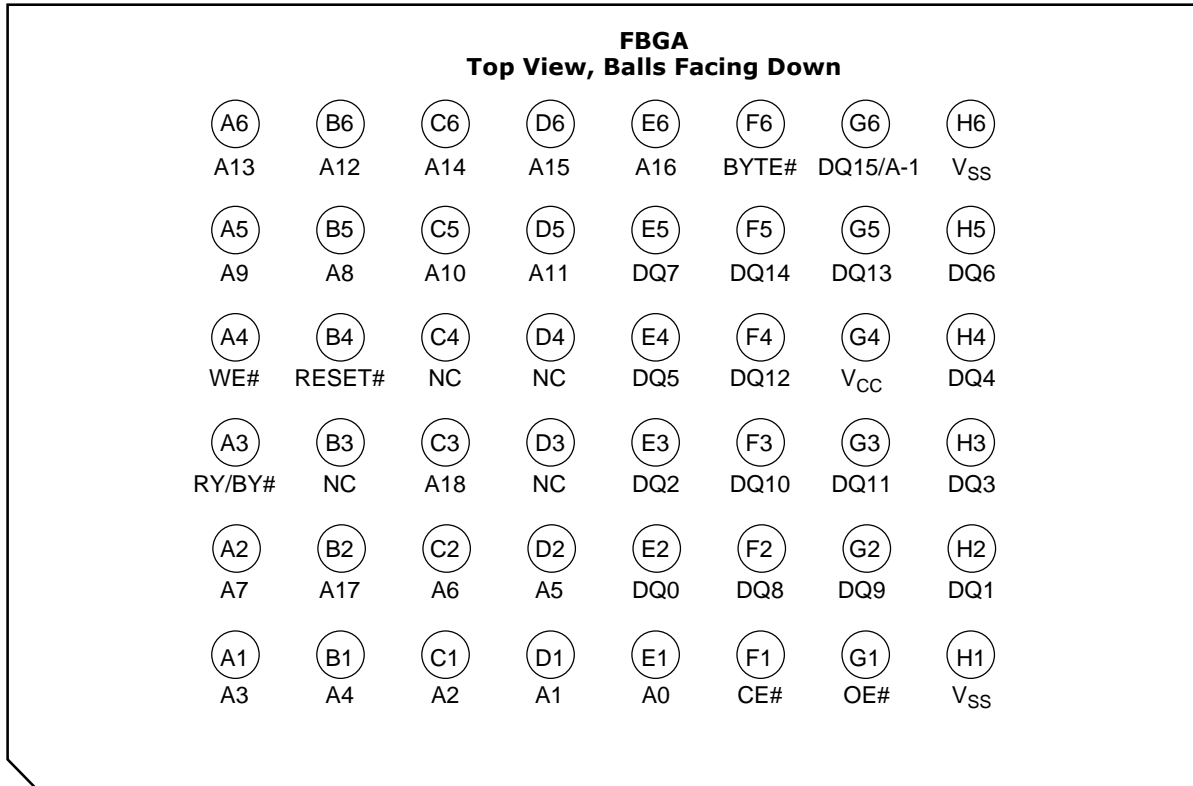 FBGA
Top View, Balls Facing Down
A6 B6 C6 D6 E6 F6 G6 H6
A13 A12 A14 A15 A16 BYTE# DQ15/A-1 VSS
A5 B5 C5 D5 E5 F5 G5 H5
A9 A8 A10 A11 DQ7 DQ14 DQ13 DQ6
A4 B4 C4 D4 E4 F4 G4 H4
WE# RESET# NC NC DQ5 DQ12 VCC DQ4
A3 B3 C3 D3 E3 F3 G3 H3
RY/BY# NC A18 NC DQ2 DQ10 DQ11 DQ3
A2 B2 C2 D2 E2 F2 G2 H2
A7 A17 A6 A5 DQ0 DQ8 DQ9 DQ1
A1 B1 C1 D1 E1 F1 G1 H1
A3 A4 A2 A1 A0 CE# OE# VSS